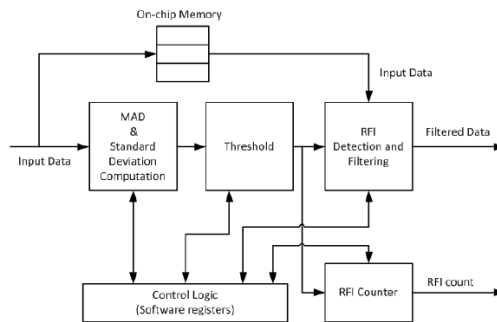 On-chip Memory
Input Data
MAD
&
Standard
Deviation
Computation
Threshold
RFI
Detection and
Filtering
Filtered Data
Input Data
Control Logic
(Software registers)
RFI Counter
RFI count